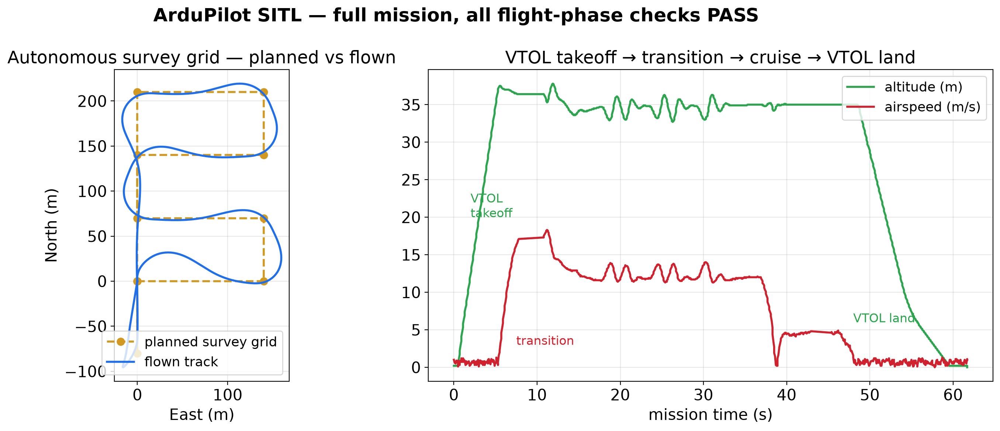 ArduPilot SITL — full mission, all flight-phase checks PASS
Autonomous survey grid — planned vs flown
North (m)
200
150
100
50
0
−50
−100
planned survey grid
flown track
0 100
East (m)
VTOL takeoff → transition → cruise → VTOL land
altitude (m)
airspeed (m/s)
35
30
25
20
15
10
5
0
VTOL
takeoff
transition
VTOL land
0 10 20 30 40 50 60
mission time (s)